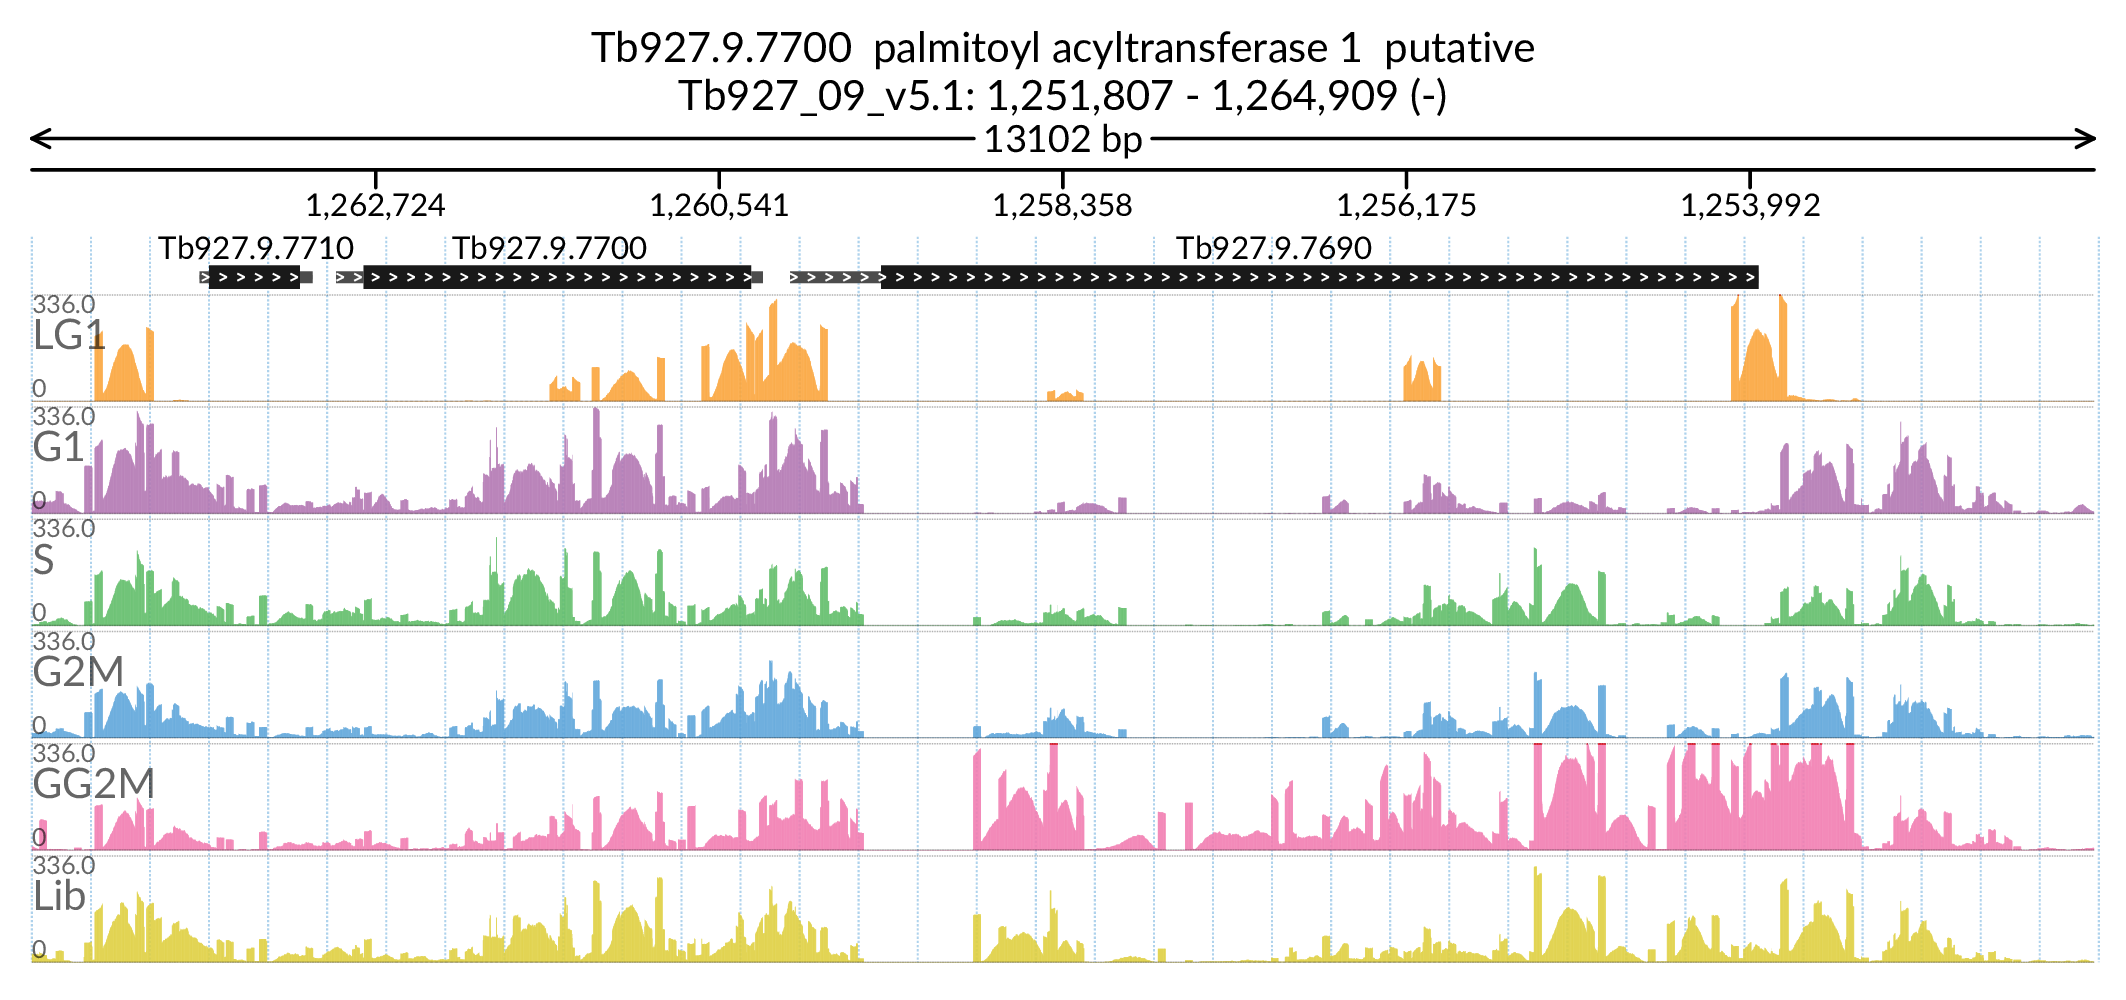 Tb927.9.7700  palmitoyl acyltransferase 1  putative
Tb927_09_v5.1: 1,251,807 - 1,264,909 (-)
13102 bp
1,262,724 1,260,541 1,258,358 1,256,175 1,253,992
Tb927.9.7710 Tb927.9.7700 Tb927.9.7690
336.0
LG1
0
336.0
G1
0
336.0
S
0
336.0
G2M
0
336.0
GG2M
0
336.0
Lib
0